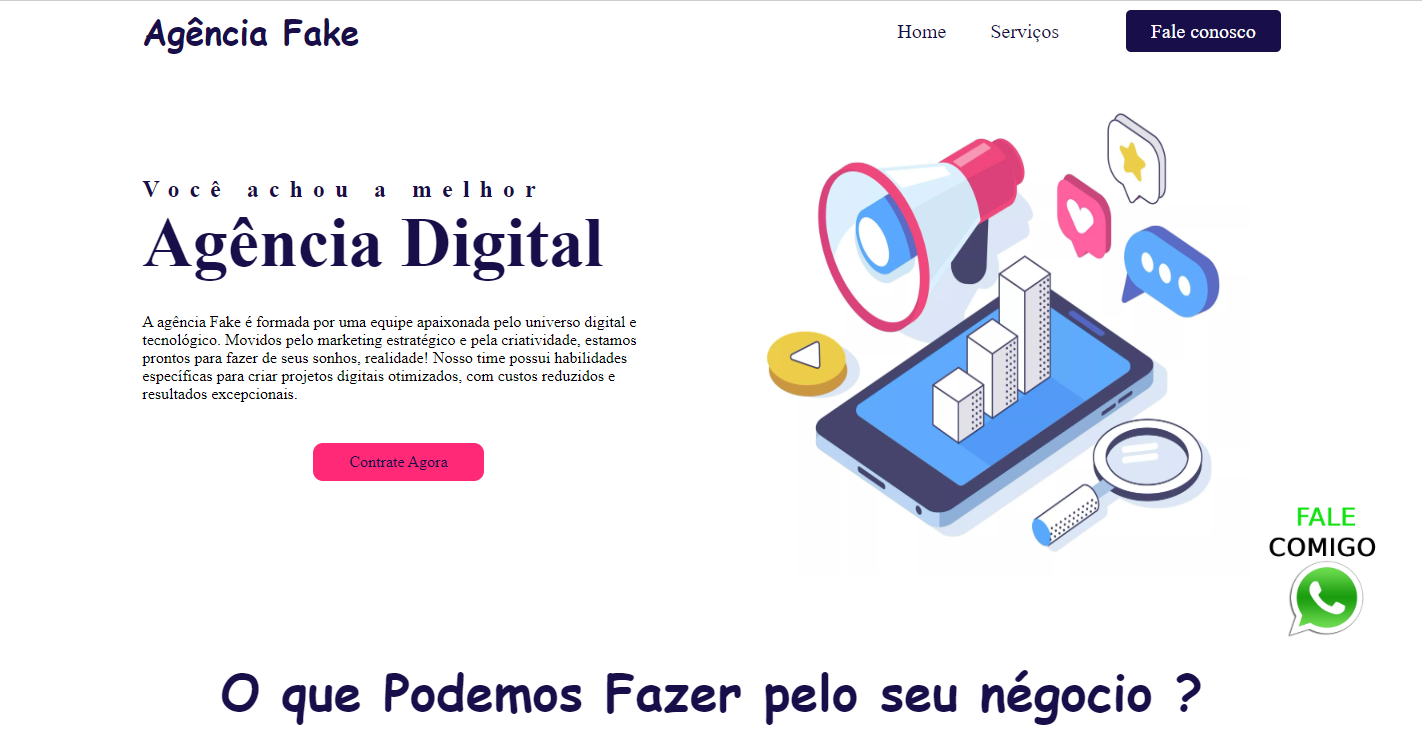 Agência Fake
Home
Serviços
Fale conosco
Você achou a melhor
Agência Digital
A agência Fake é formada por uma equipe apaixonada pelo universo digital e
tecnológico. Movidos pelo marketing estratégico e pela criatividade, estamos
prontos para fazer de seus sonhos, realidade! Nosso time possui habilidades
específicas para criar projetos digitais otimizados, com custos reduzidos e
resultados excepcionais.
Contrate Agora
FALE
COMIGO
O que Podemos Fazer pelo seu négocio ?